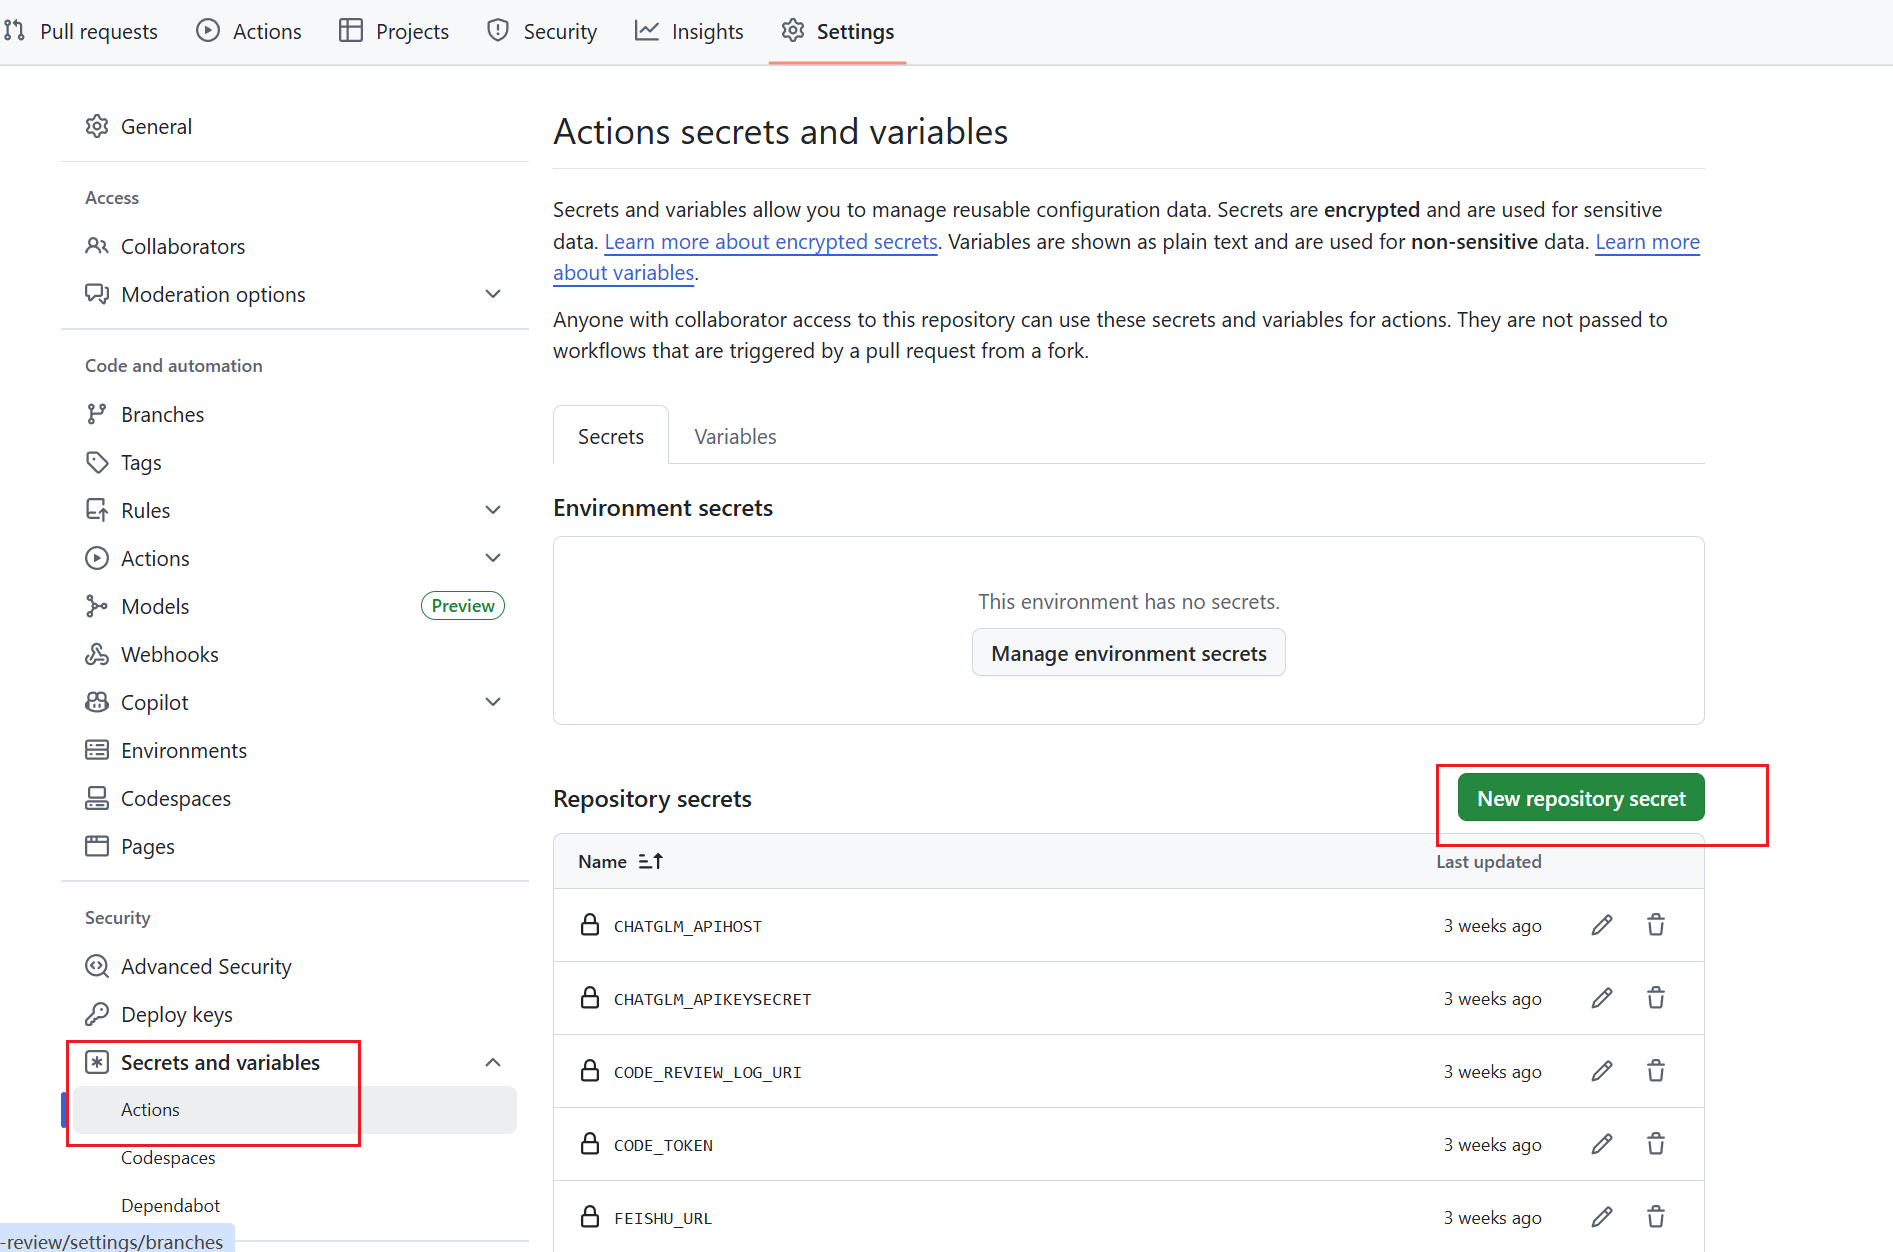 Pull requests
Actions
Projects
Security
Insights
Settings
General
Access
Collaborators
Moderation options
Code and automation
Branches
Tags
Rules
Actions
Models
Preview
Webhooks
Copilot
Environments
Codespaces
Pages
Security
Advanced Security
Deploy keys
Secrets and variables
Actions
Codespaces
Dependabot
-review/settings/branches
Actions secrets and variables
Secrets and variables allow you to manage reusable configuration data. Secrets are encrypted and are used for sensitive
data. Learn more about encrypted secrets. Variables are shown as plain text and are used for non-sensitive data. Learn more
about variables.
Anyone with collaborator access to this repository can use these secrets and variables for actions. They are not passed to
workflows that are triggered by a pull request from a fork.
Secrets
Variables
Environment secrets
This environment has no secrets.
Manage environment secrets
Repository secrets
New repository secret
Name
Last updated
CHATGLM_APIHOST
3 weeks ago
CHATGLM_APIKEYSECRET
3 weeks ago
CODE_REVIEW_LOG_URI
3 weeks ago
CODE_TOKEN
3 weeks ago
FEISHU_URL
3 weeks ago